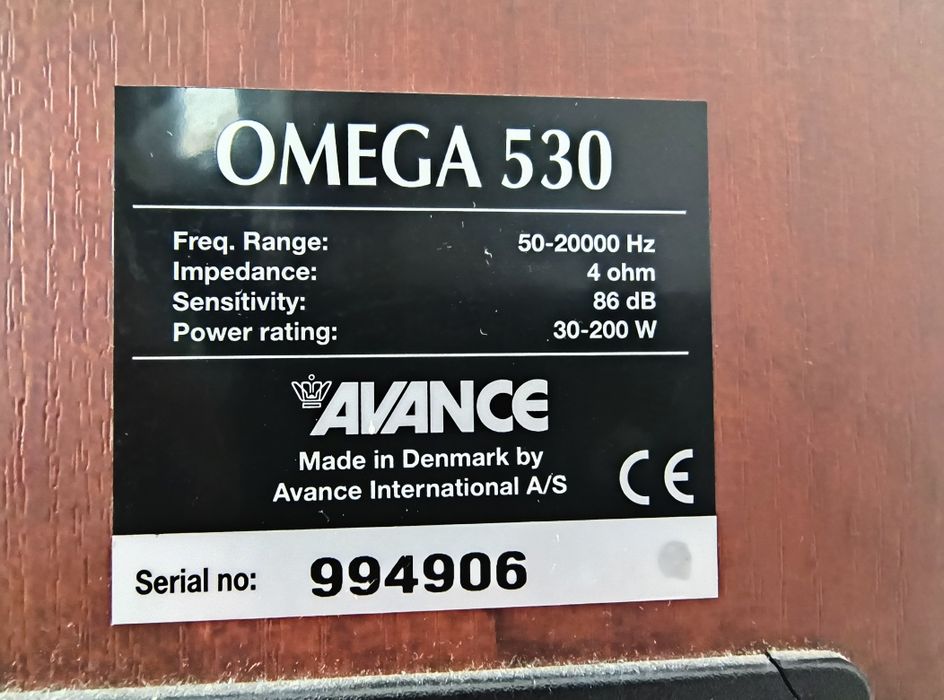 OMEGA 530
Freq. Range: 50-20000 Hz
Impedance: 4 ohm
Sensitivity: 86 dB
Power rating: 30-200 W
AVANCE
Made in Denmark by
Avance International A/S
CE
Serial no: 994906